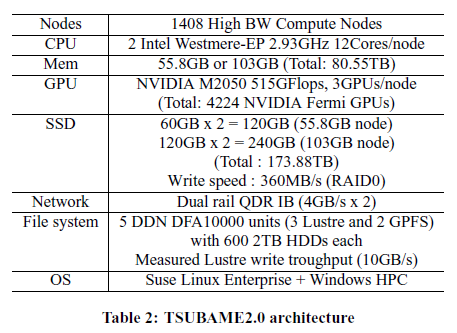 Nodes 1408 High BW Compute Nodes
CPU 2 Intel Westmere-EP 2.93GHz 12Cores/node
Mem 55.8GB or 103GB (Total: 80.55TB)
GPU NVIDIA M2050 515GFlops, 3GPUs/node
(Total: 4224 NVIDIA Fermi GPUs)
SSD 60GB x 2 = 120GB (55.8GB node)
120GB x 2 = 240GB (103GB node)
(Total : 173.88TB)
Write speed : 360MB/s (RAID0)
Network Dual rail QDR IB (4GB/s x 2)
File system 5 DDN DFA10000 units (3 Lustre and 2 GPFS)
with 600 2TB HDDs each
Measured Lustre write troughput (10GB/s)
OS Suse Linux Enterprise + Windows HPC
Table 2: TSUBAME2.0 architecture